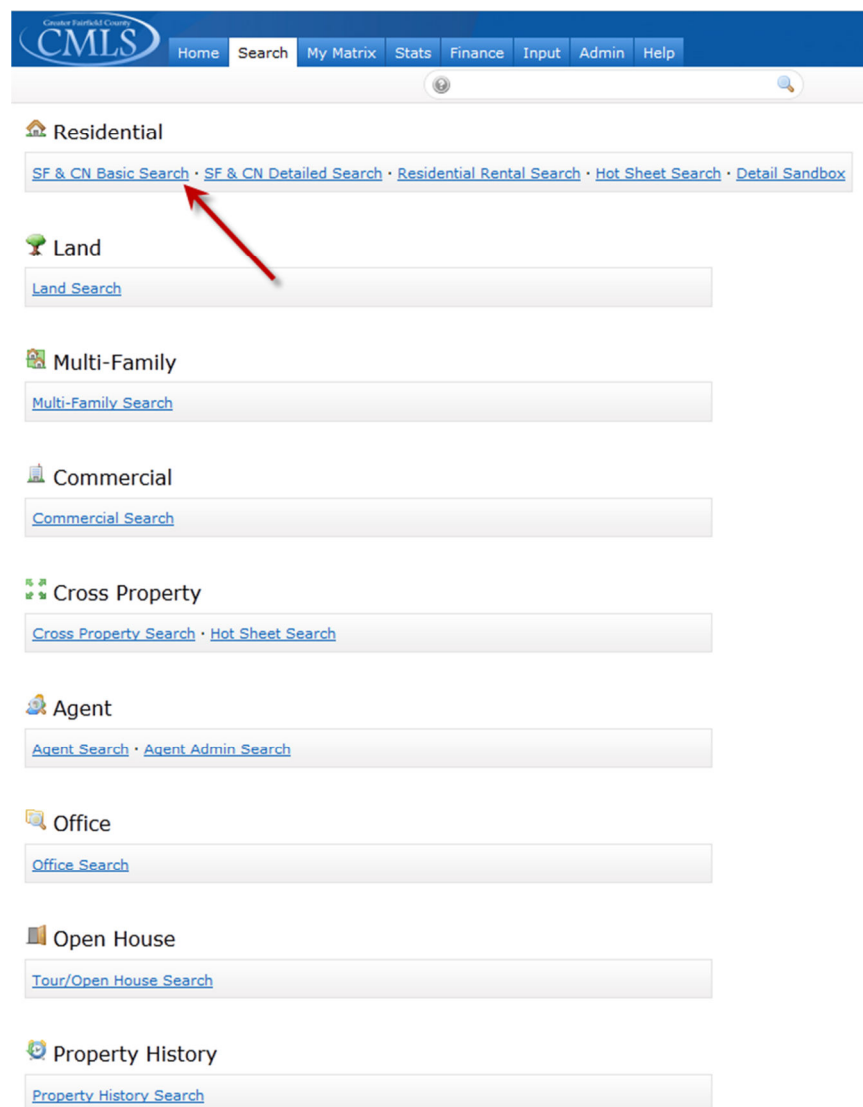 Greater Fairfield County
CMLS
Home Search My Matrix Stats Finance Input Admin Help
Residential
SF & CN Basic Search · SF & CN Detailed Search · Residential Rental Search · Hot Sheet Search · Detail Sandbox
Land
Land Search
Multi-Family
Multi-Family Search
Commercial
Commercial Search
Cross Property
Cross Property Search · Hot Sheet Search
Agent
Agent Search · Agent Admin Search
Office
Office Search
Open House
Tour/Open House Search
Property History
Property History Search